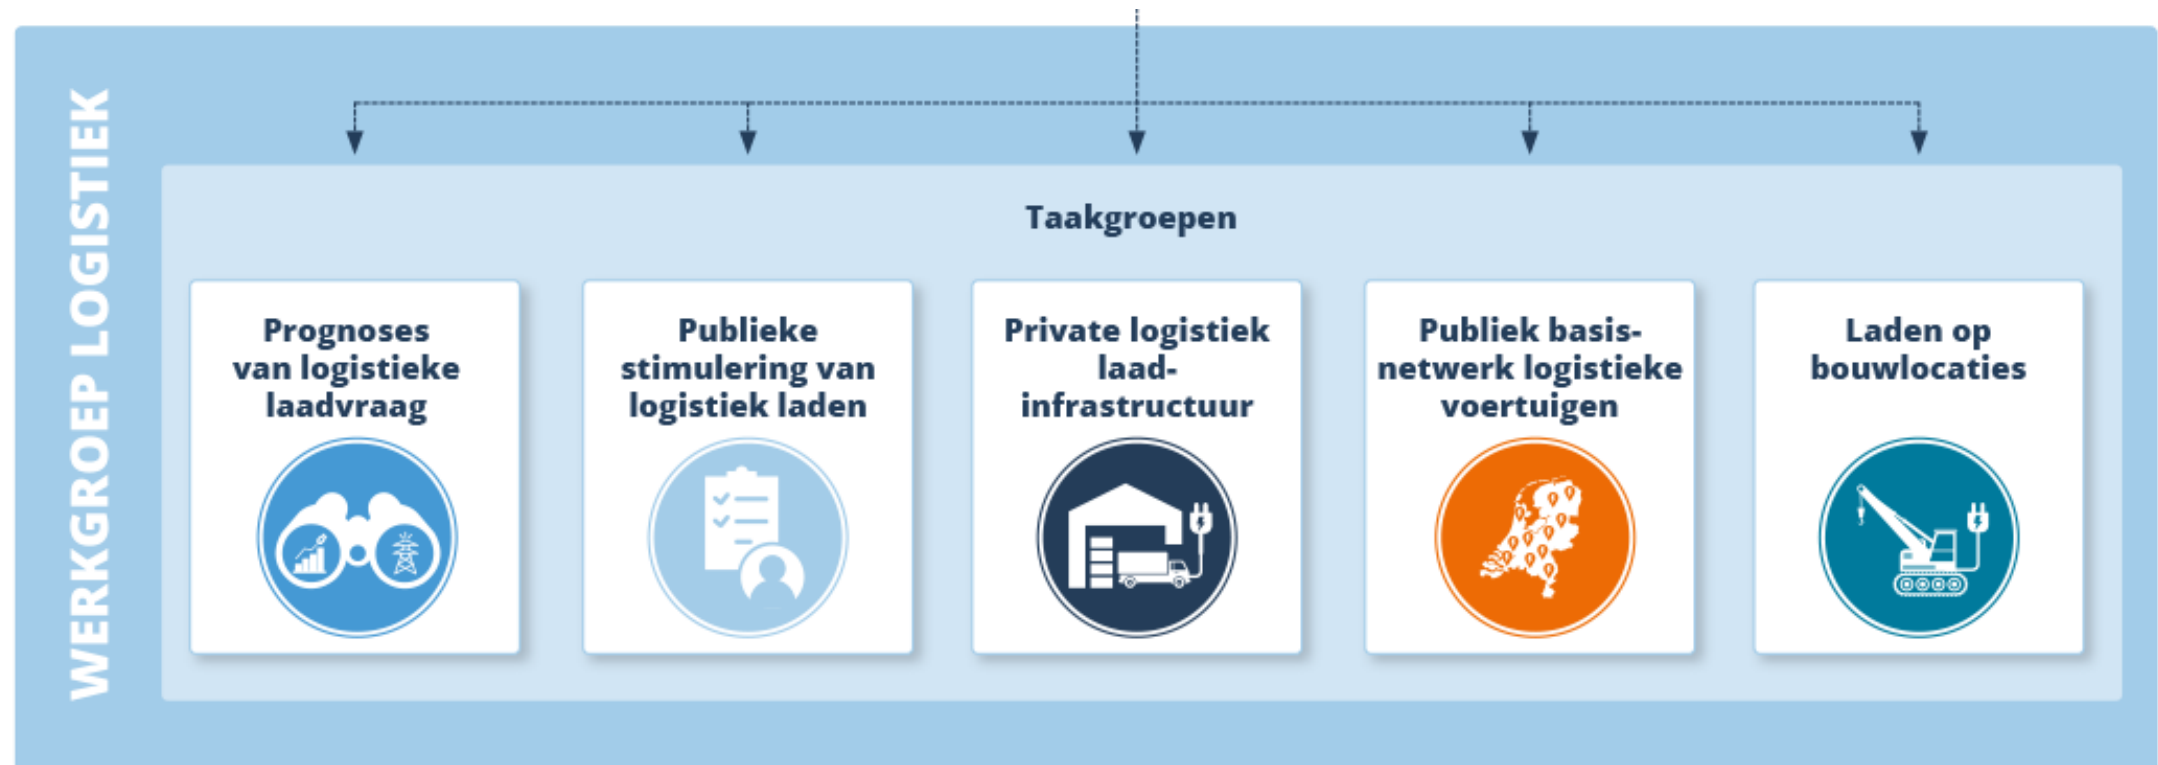 WERKGROEP LOGISTIEK
Taakgroepen
Prognoses
van logistieke
laadvraag
Publieke
stimulering van
logistiek laden
Private logistiek
laad-
infrastructuur
Publiek basis-
netwerk logistieke
voertuigen
Laden op
bouwlocaties